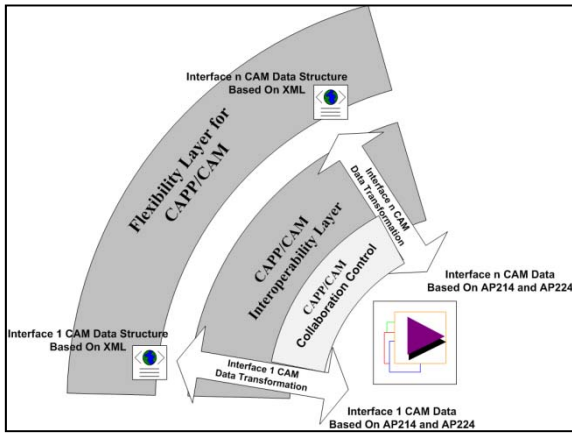 Interface n CAM Data Structure
Based On XML
Flexibility Layer for
CAPP/CAM
CAPP/CAM
Interoperability Layer
CAPP/CAM
Collaboration Control
Interface n CAM
Data Transformation
Interface n CAM Data
Based On AP214 and AP224
Interface 1 CAM Data Structure
Based On XML
Interface 1 CAM
Data Transformation
Interface 1 CAM Data
Based On AP214 and AP224